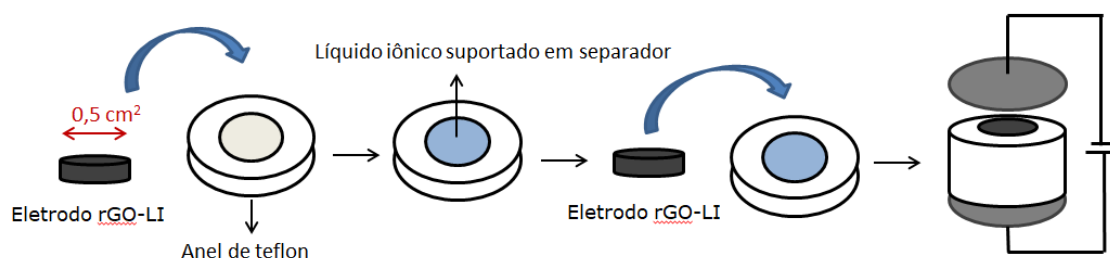 Líquido iônico suportado em separador
0,5 cm²
Eletrodo rGO-LI
Anel de teflon
Eletrodo rGO-LI